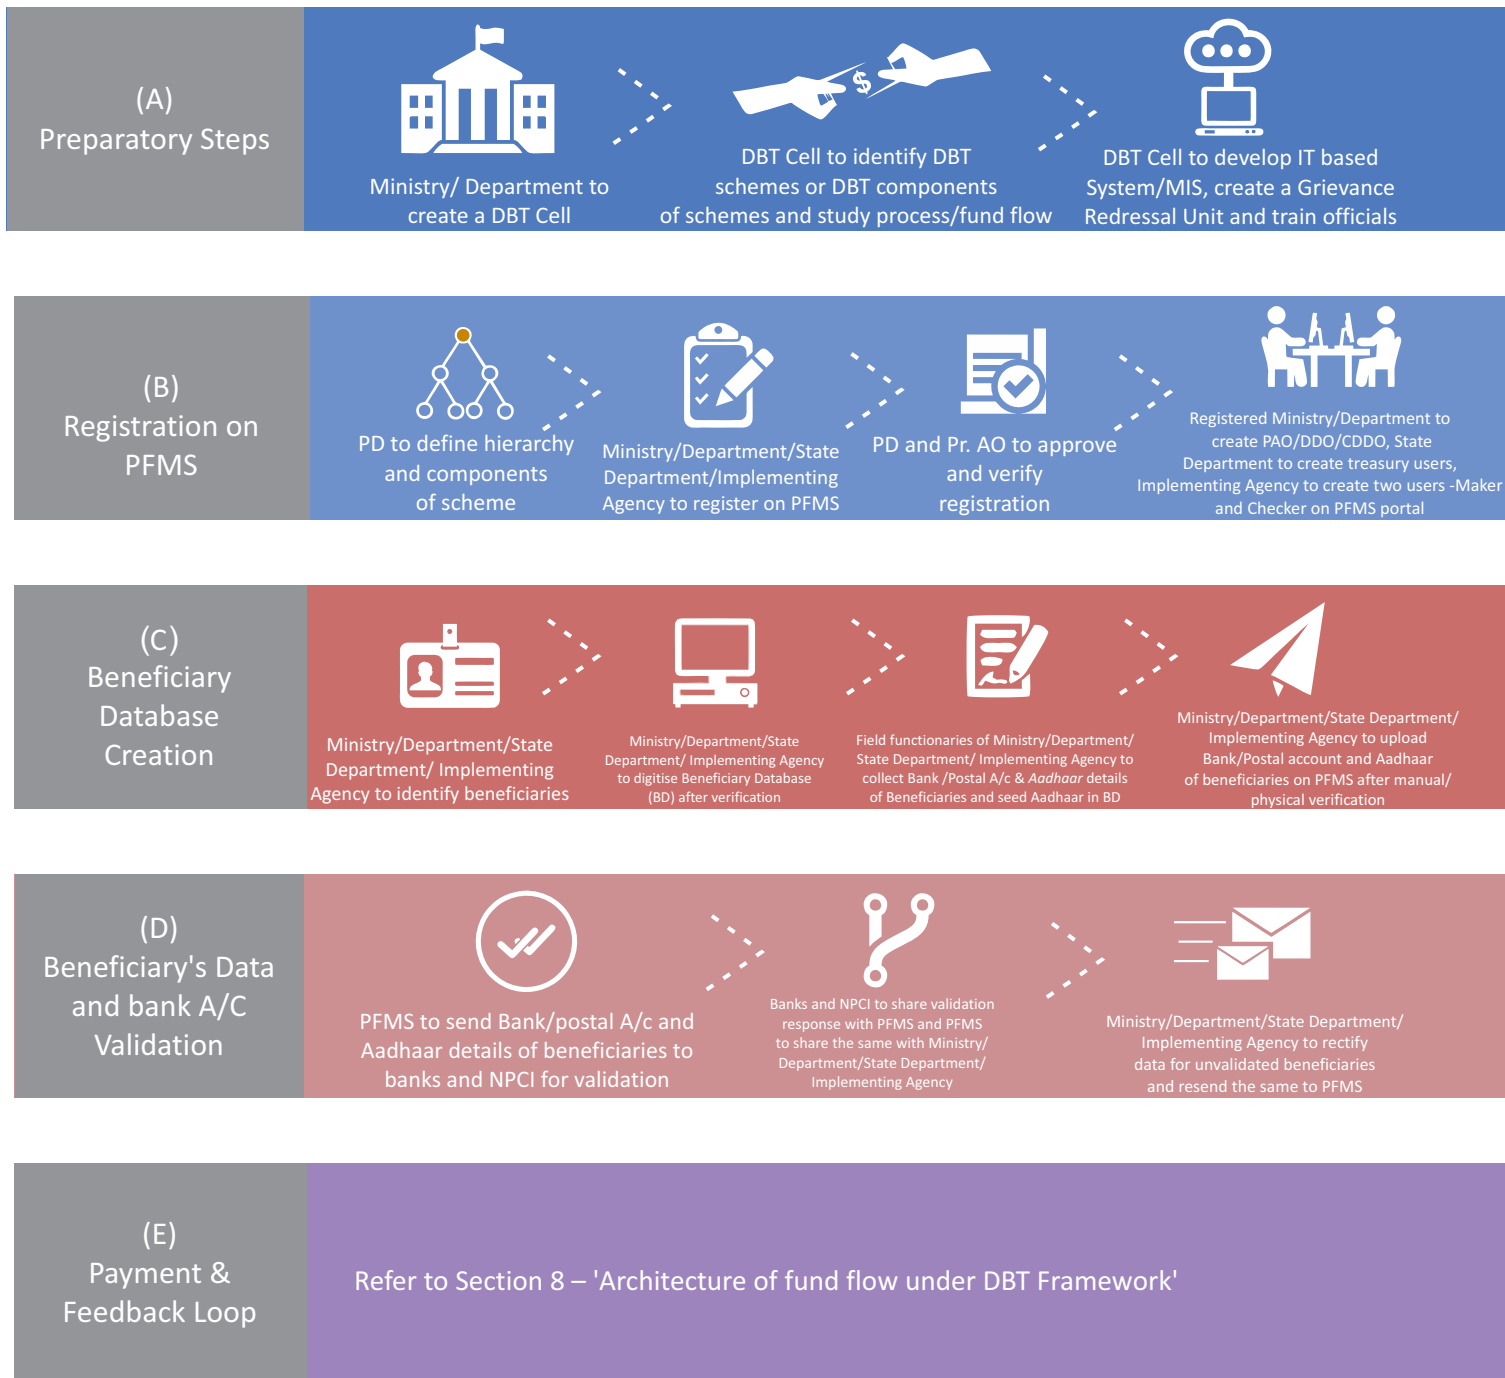 (A)
Preparatory Steps
Ministry/ Department to
create a DBT Cell
$
DBT Cell to identify DBT
schemes or DBT components
of schemes and study process/fund flow
DBT Cell to develop IT based
System/MIS, create a Grievance
Redressal Unit and train officials
(B)
Registration on
PFMS
PD to define hierarchy
and components
of scheme
Ministry/Department/State
Department/Implementing
Agency to register on PFMS
PD and Pr. AO to approve
and verify
registration
Registered Ministry/Department to
create PAO/DDO/CDDO, State
Department to create treasury users,
Implementing Agency to create two users -Maker
and Checker on PFMS portal
(C)
Beneficiary
Database
Creation
Ministry/Department/State
Department/ Implementing
Agency to identify beneficiaries
Ministry/Department/State
Department/ Implementing Agency
to digitise Beneficiary Database
(BD) after verification
Field functionaries of Ministry/Department/
State Department/ Implementing Agency to
collect Bank /Postal A/c & Aadhaar details
of Beneficiaries and seed Aadhaar in BD
Ministry/Department/State Department/
Implementing Agency to upload
Bank/Postal account and Aadhaar
of beneficiaries on PFMS after manual/
physical verification
(D)
Beneficiary's Data
and bank A/C
Validation
PFMS to send Bank/postal A/c and
Aadhaar details of beneficiaries to
banks and NPCI for validation
Banks and NPCI to share validation
response with PFMS and PFMS
to share the same with Ministry/
Department/State Department/
Implementing Agency
Ministry/Department/State Department/
Implementing Agency to rectify
data for unvalidated beneficiaries
and resend the same to PFMS
(E)
Payment &
Feedback Loop
Refer to Section 8 – 'Architecture of fund flow under DBT Framework'